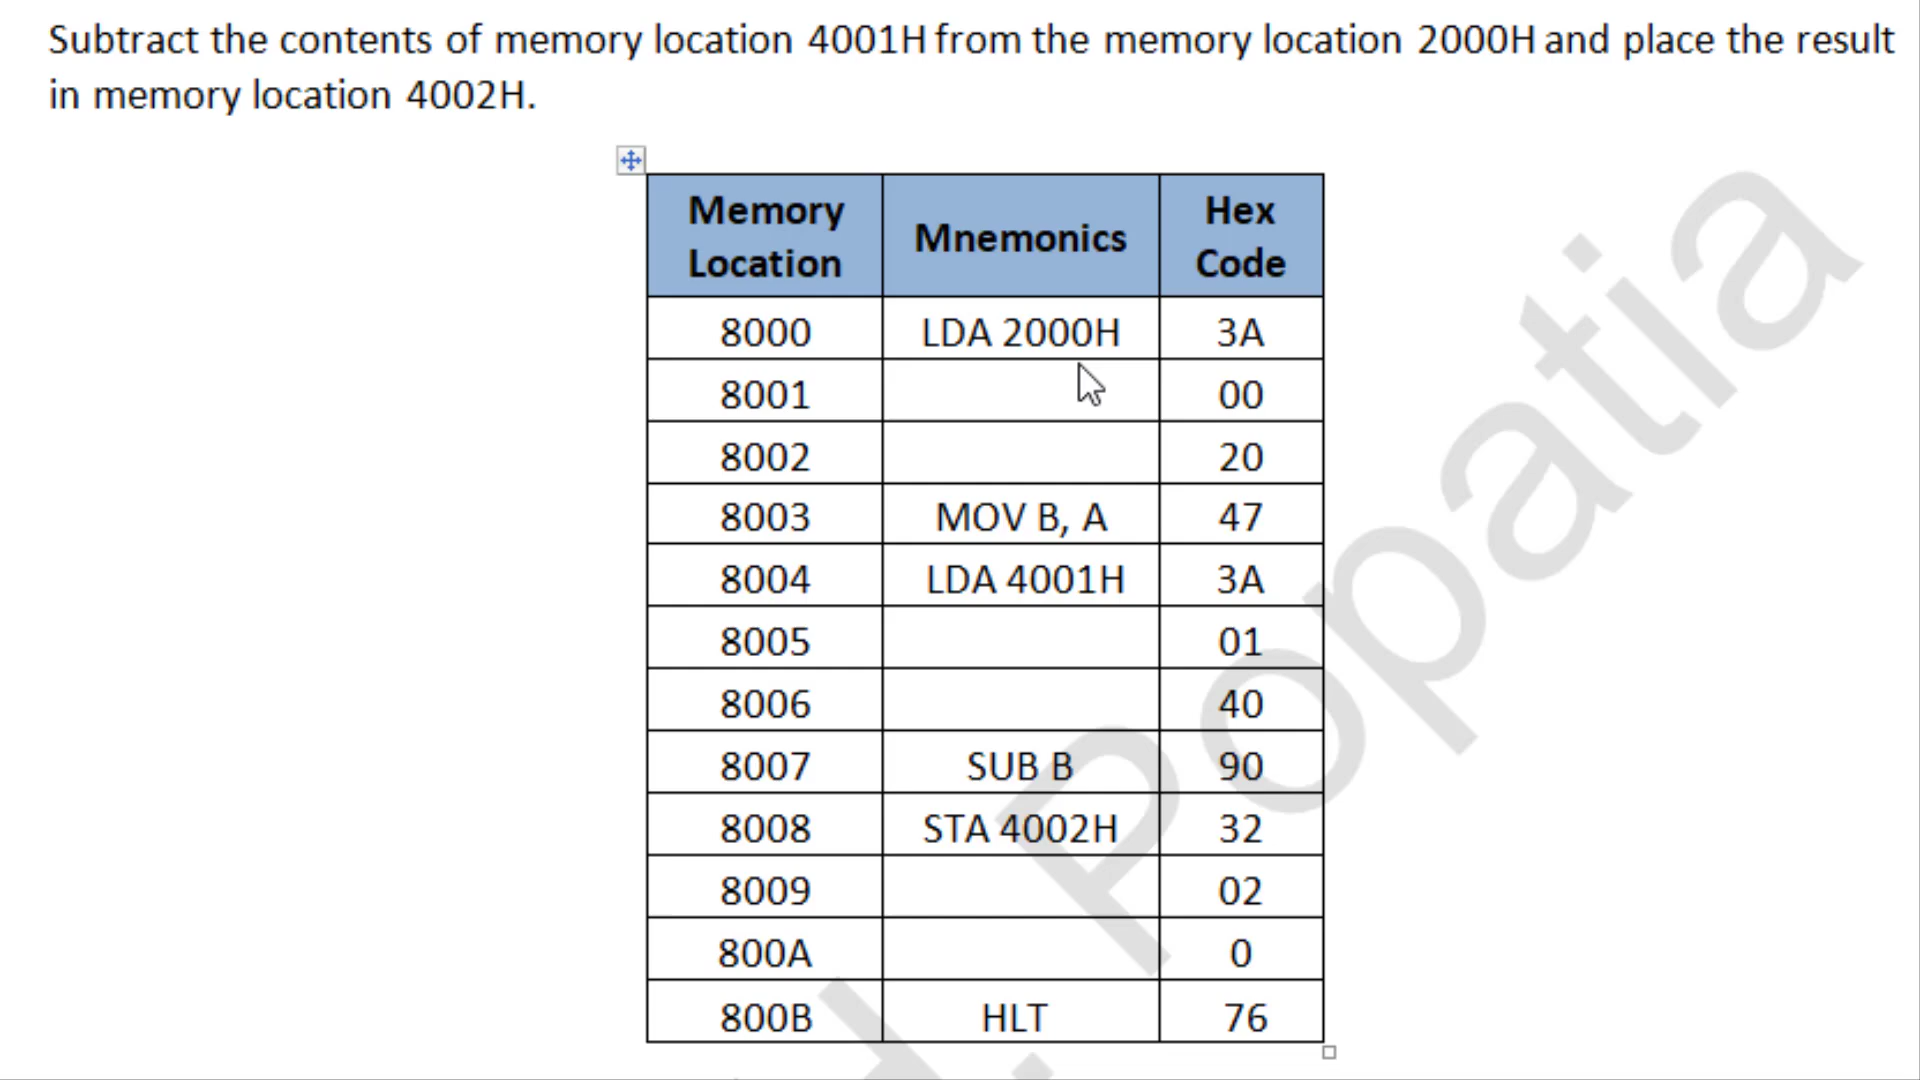 Subtract the contents of memory location 4001H from the memory location 2000H and place the result
in memory location 4002H.
Memory Location Mnemonics Hex Code
8000 LDA 2000H 3A
8001 00
8002 20
8003 MOV B, A 47
8004 LDA 4001H 3A
8005 01
8006 40
8007 SUB B 90
8008 STA 4002H 32
8009 02
800A 0
800B HLT 76
Popatia